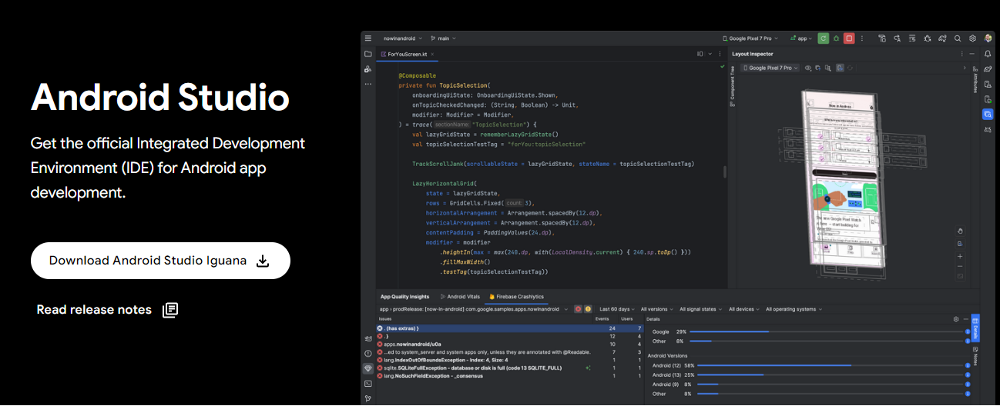 Android Studio
Get the official Integrated Development
Environment (IDE) for Android app
development.
Download Android Studio Iguana
Read release notes
nowinandroid
main
Google Pixel 7 Pro
app
ForYouScreen.kt
@Composable
private fun TopicSelection(
onboardingUiState: OnboardingUiState.Shown,
onTopicCheckedChanged: (String, Boolean) -> Unit,
modifier: Modifier = Modifier,
) = trace( sectionName: "TopicSelection") {
val lazyGridState = rememberLazyGridState()
val topicSelectionTestTag = "forYou:topicSelection"
TrackScrollJank(scrollableState = lazyGridState, stateName = topicSelectionTestTag)
LazyHorizontalGrid(
state = lazyGridState,
rows = GridCells.Fixed( count: 3),
horizontalArrangement = Arrangement.spacedBy(12.dp),
verticalArrangement = Arrangement.spacedBy(12.dp),
contentPadding = PaddingValues(24.dp),
modifier = modifier
.heightIn(max = max(240.dp, with(LocalDensity.current) { 240.sp.toDp() }))
.fillMaxWidth()
.testTag(topicSelectionTestTag))
Layout Inspector
Google Pixel 7 Pro
Component Tree
Attributes
App Quality Insights
Android Vitals
Firebase Crashlytics
app › prodRelease: [now-in-android] com.google.samples.apps.nowinandroid
Last 60 days
All versions
All signal states
All devices
All operating systems
Issues Events Users
. {has extras} } 24 7
. } 12 4
apps.nowinandroid/u0a 8 4
...ed to system_server and system apps only, unless they are annotated with @Readable. 7 3
lang.IndexOutOfBoundsException - Index: 4, Size: 4 1 1
sqlite.SQLiteFullException - database or disk is full (code 13 SQLITE_FULL) 1 1
lang.NoSuchFieldException - _consensus 1 1
Details
Google 29%
Other 8%
Android Versions
Android (12) 58%
Android (13) 25%
Android (9) 8%
Other 8%
Details
Notes